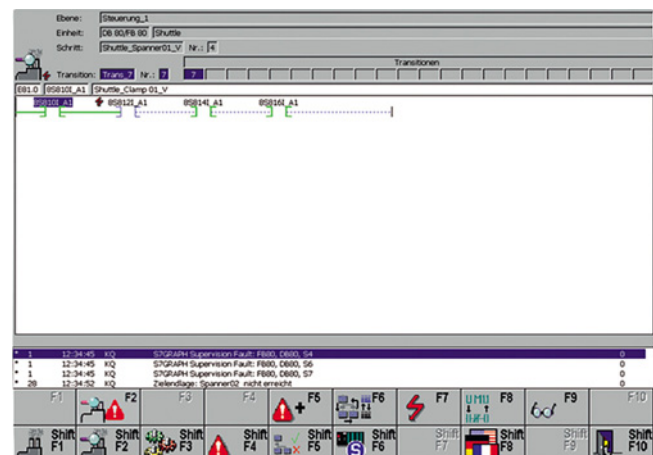 Ebene: Steuerung_1
Einheit: DB 80/FB 80 Shuttle
Schritt: Shuttle_Spanner01_V Nr.: 4
Transitionen
Transition: Trans_7 Nr.: 7 7
E81.0 8S810I_A1 Shuttle_Clamp 01_V
8S810I_A1 8S812I_A1 8S814I_A1 8S816I_A1
* 1 12:34:45 KQ S7GRAPH Supervision Fault: FB80, DB80, S4 0
* 1 12:34:45 KQ S7GRAPH Supervision Fault: FB80, DB80, S6 0
* 1 12:34:45 KQ S7GRAPH Supervision Fault: FB80, DB80, S7 0
* 28 12:34:52 KQ Zielendlage: Spanner02 nicht erreicht 0
F1 F2 F3 F4 F5 F6 F7 F8 F9 F10
Shift F1 Shift F2 Shift F3 Shift F4 Shift F5 Shift F6 Shift F7 Shift F8 Shift F9 Shift F10